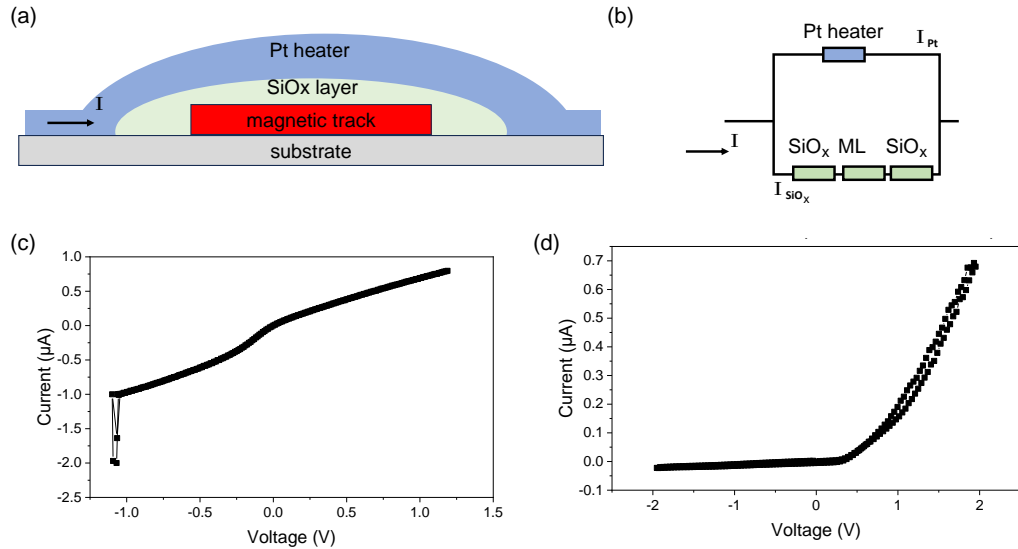 (a)
Pt heater
SiOx layer
I
magnetic track
substrate
(b)
Pt heater
I Pt
I
SiOx ML SiOx
I SiOx
(c)
1.0
0.5
0.0
-0.5
-1.0
-1.5
-2.0
-2.5
Current (μA)
-1.0 -0.5 0.0 0.5 1.0 1.5
Voltage (V)
(d)
0.7
0.6
0.5
0.4
0.3
0.2
0.1
0.0
-0.1
Current (μA)
-2 -1 0 1 2
Voltage (V)